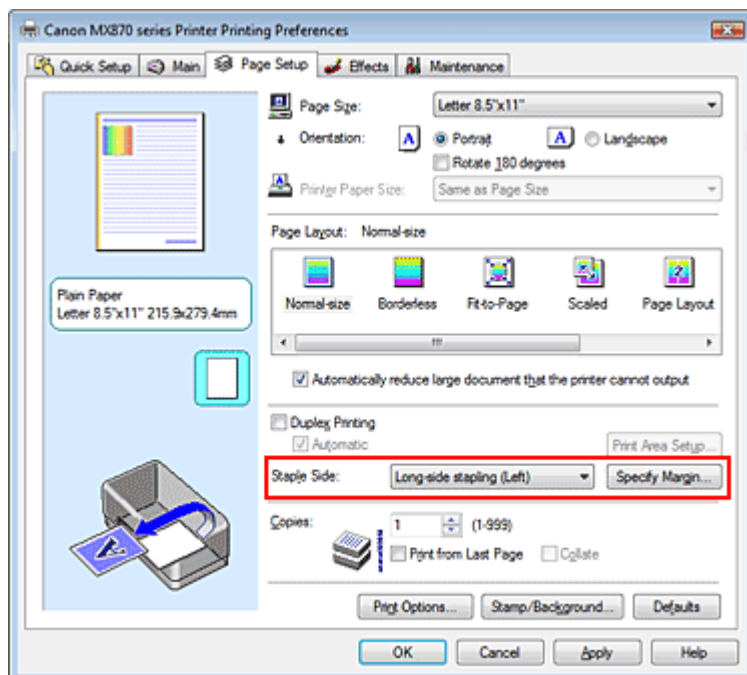 Canon MX870 series Printer Printing Preferences
Quick Setup Main Page Setup Effects Maintenance
Page Size: Letter 8.5"x11"
Orientation: A Portrait A Landscape
Rotate 180 degrees
Printer Paper Size: Same as Page Size
Page Layout: Normal-size
Normal-size Borderless Fit-to-Page Scaled Page Layout
Plain Paper
Letter 8.5"x11" 215.9x279.4mm
Automatically reduce large document that the printer cannot output
Duplex Printing
Automatic Print Area Setup...
Staple Side: Long-side stapling (Left) Specify Margin...
Copies: 1 (1-999)
Print from Last Page Collate
Print Options... Stamp/Background... Defaults
OK Cancel Apply Help